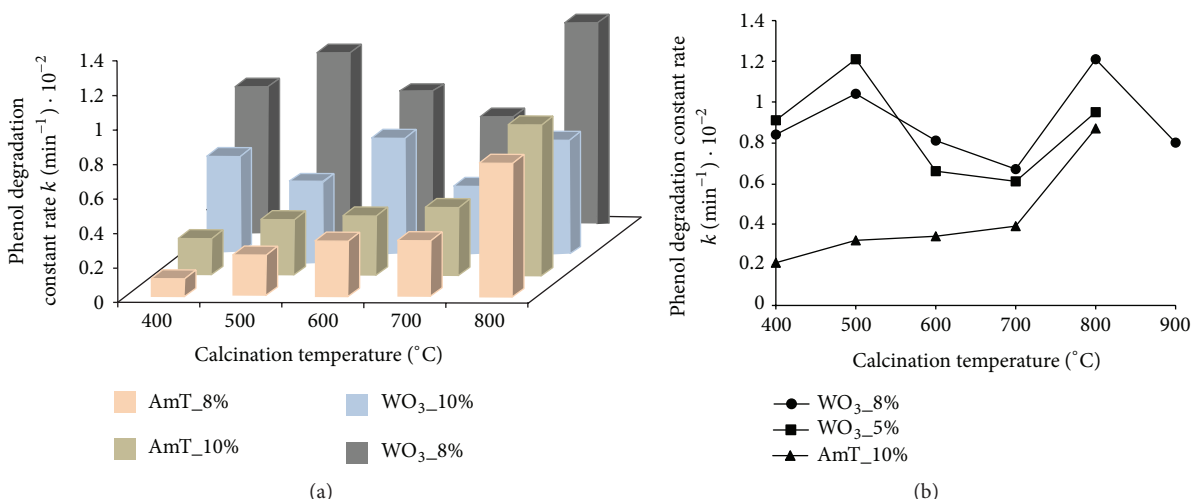 Phenol degradation
constant rate k (min⁻¹) · 10⁻²
1.4
1.2
1
0.8
0.6
0.4
0.2
0
400 500 600 700 800
Calcination temperature (°C)
AmT_8%
WO₃_10%
AmT_10%
WO₃_8%
(a)
Phenol degradation constant rate
k (min⁻¹) · 10⁻²
1.4
1.2
1
0.8
0.6
0.4
0.2
0
400 500 600 700 800 900
Calcination temperature (°C)
WO₃_8%
WO₃_5%
AmT_10%
(b)